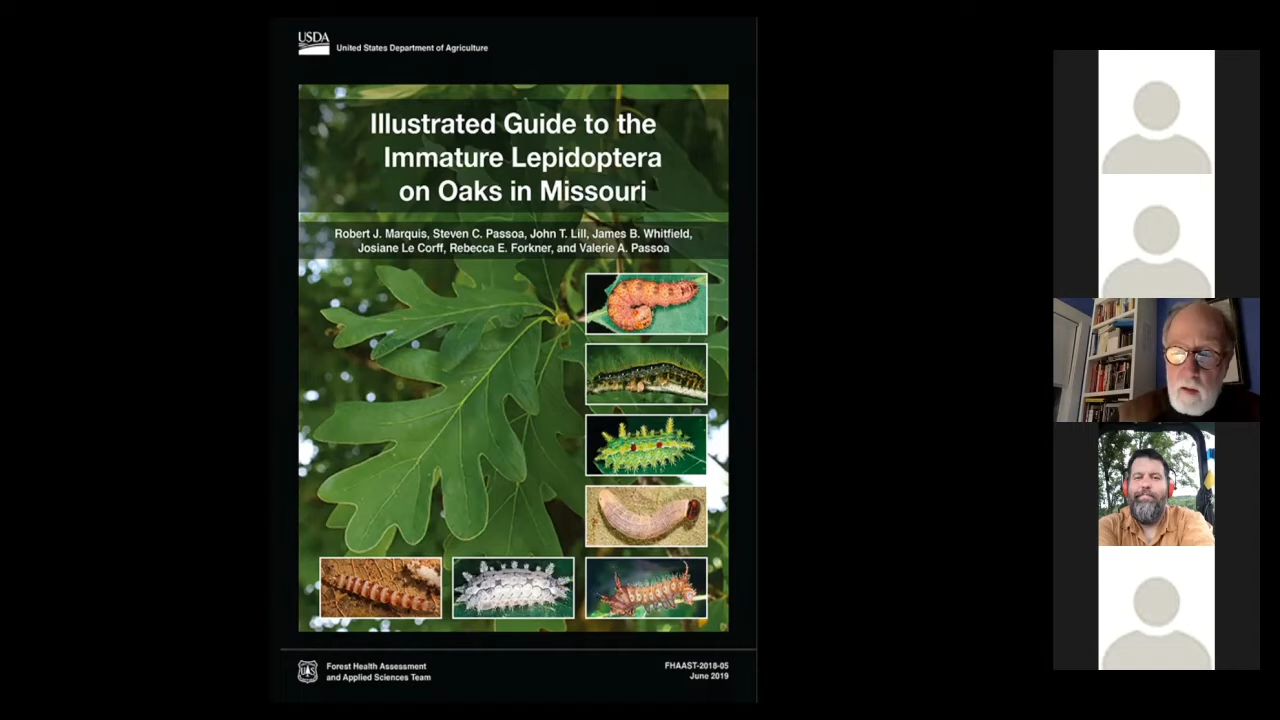 USDA
United States Department of Agriculture
Illustrated Guide to the
Immature Lepidoptera
on Oaks in Missouri
Robert J. Marquis, Steven C. Passoa, John T. Lill, James B. Whitfield,
Josiane Le Corff, Rebecca E. Forkner, and Valerie A. Passoa
Forest Health Assessment
and Applied Sciences Team
FHAAST-2018-05
June 2019